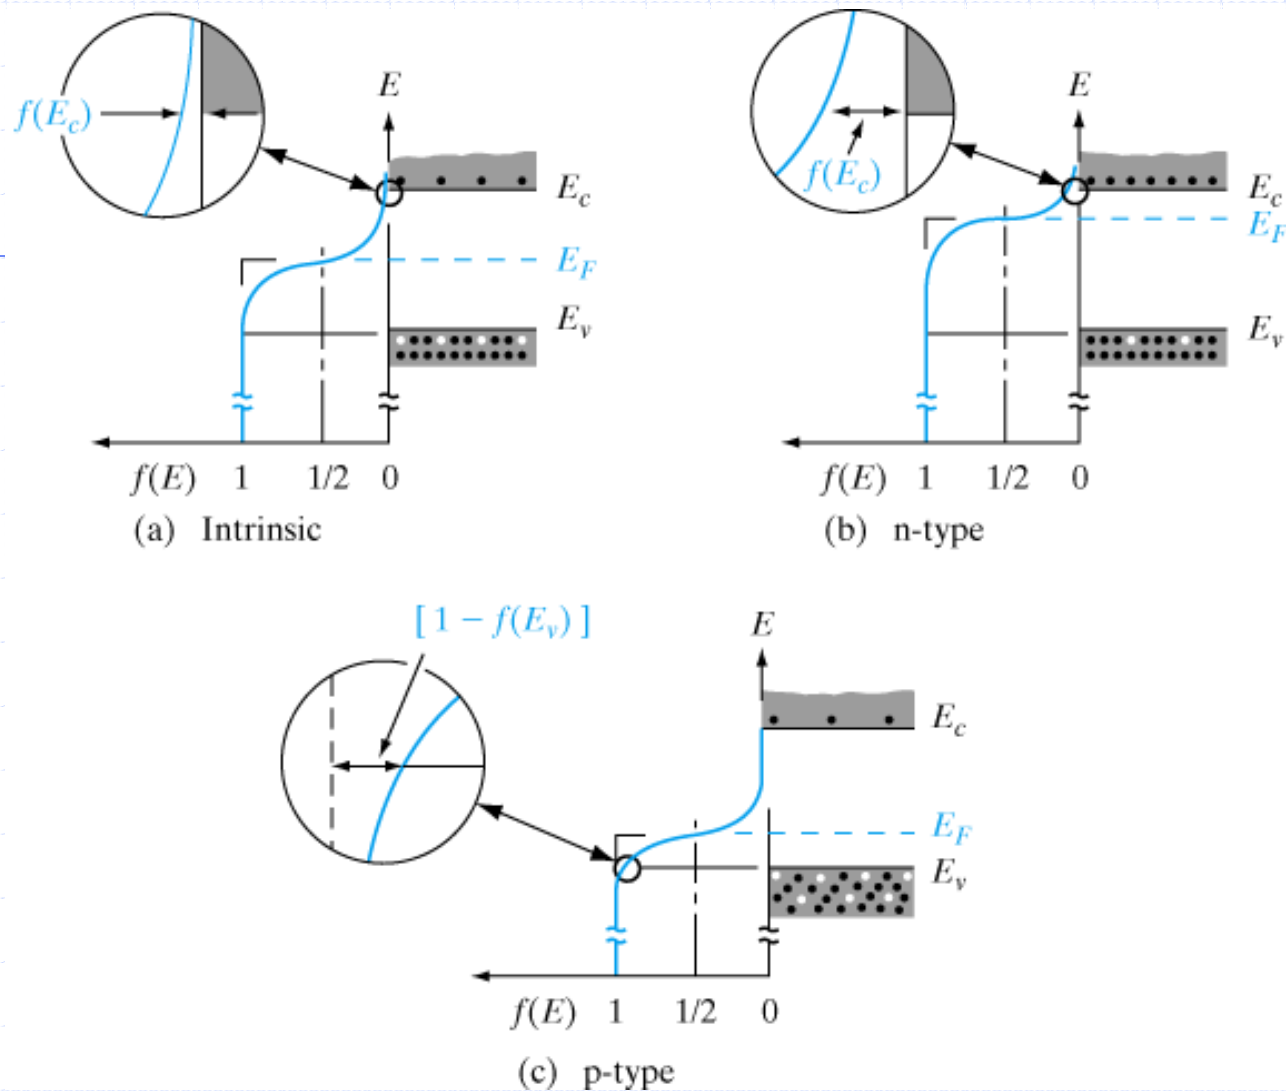 E
E
f(E_c)
f(E_c)
E_c
E_c
E_F
E_F
E_v
E_v
f(E) 1 1/2 0
f(E) 1 1/2 0
(a) Intrinsic
(b) n-type
[ 1 − f(E_v) ]
E
E_c
E_F
E_v
f(E) 1 1/2 0
(c) p-type